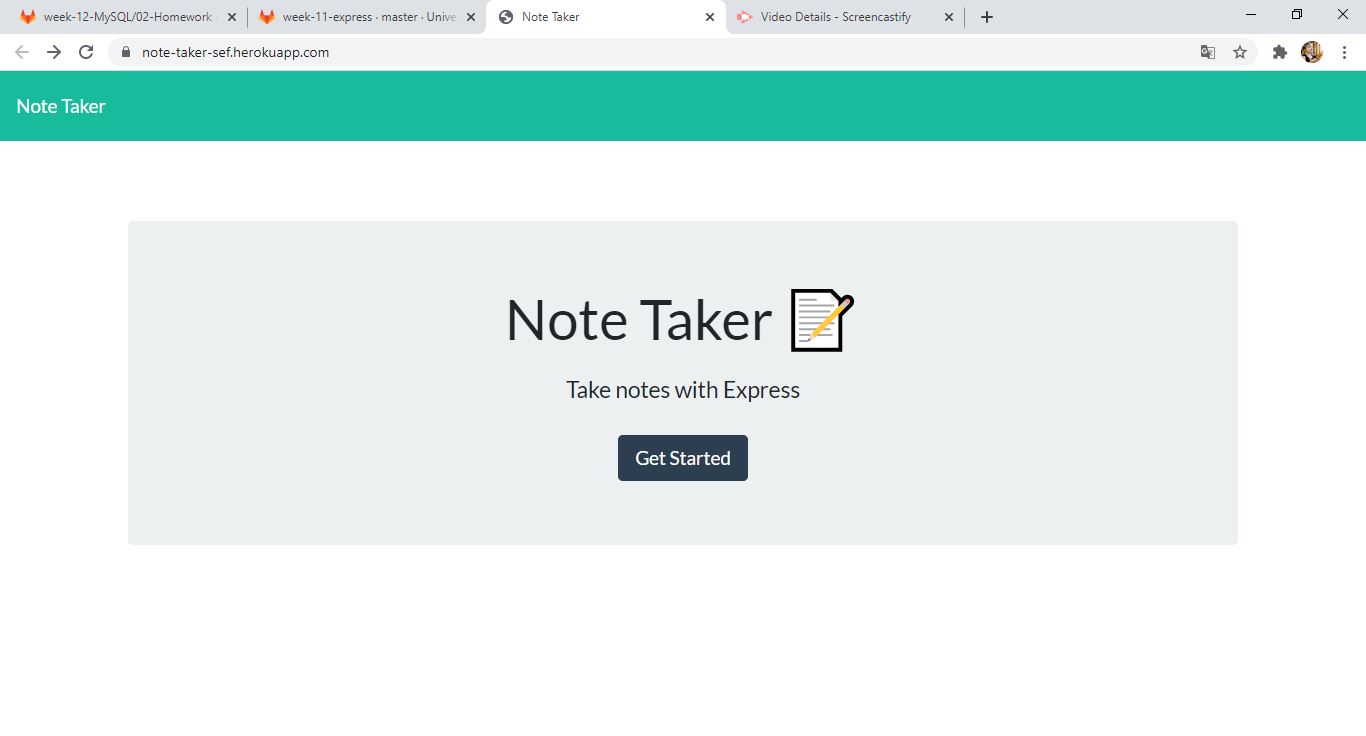 week-12-MySQL/02-Homework
week-11-express · master · Unive
Note Taker
Video Details - Screencastify
note-taker-sef.herokuapp.com
Note Taker
Note Taker
Take notes with Express
Get Started